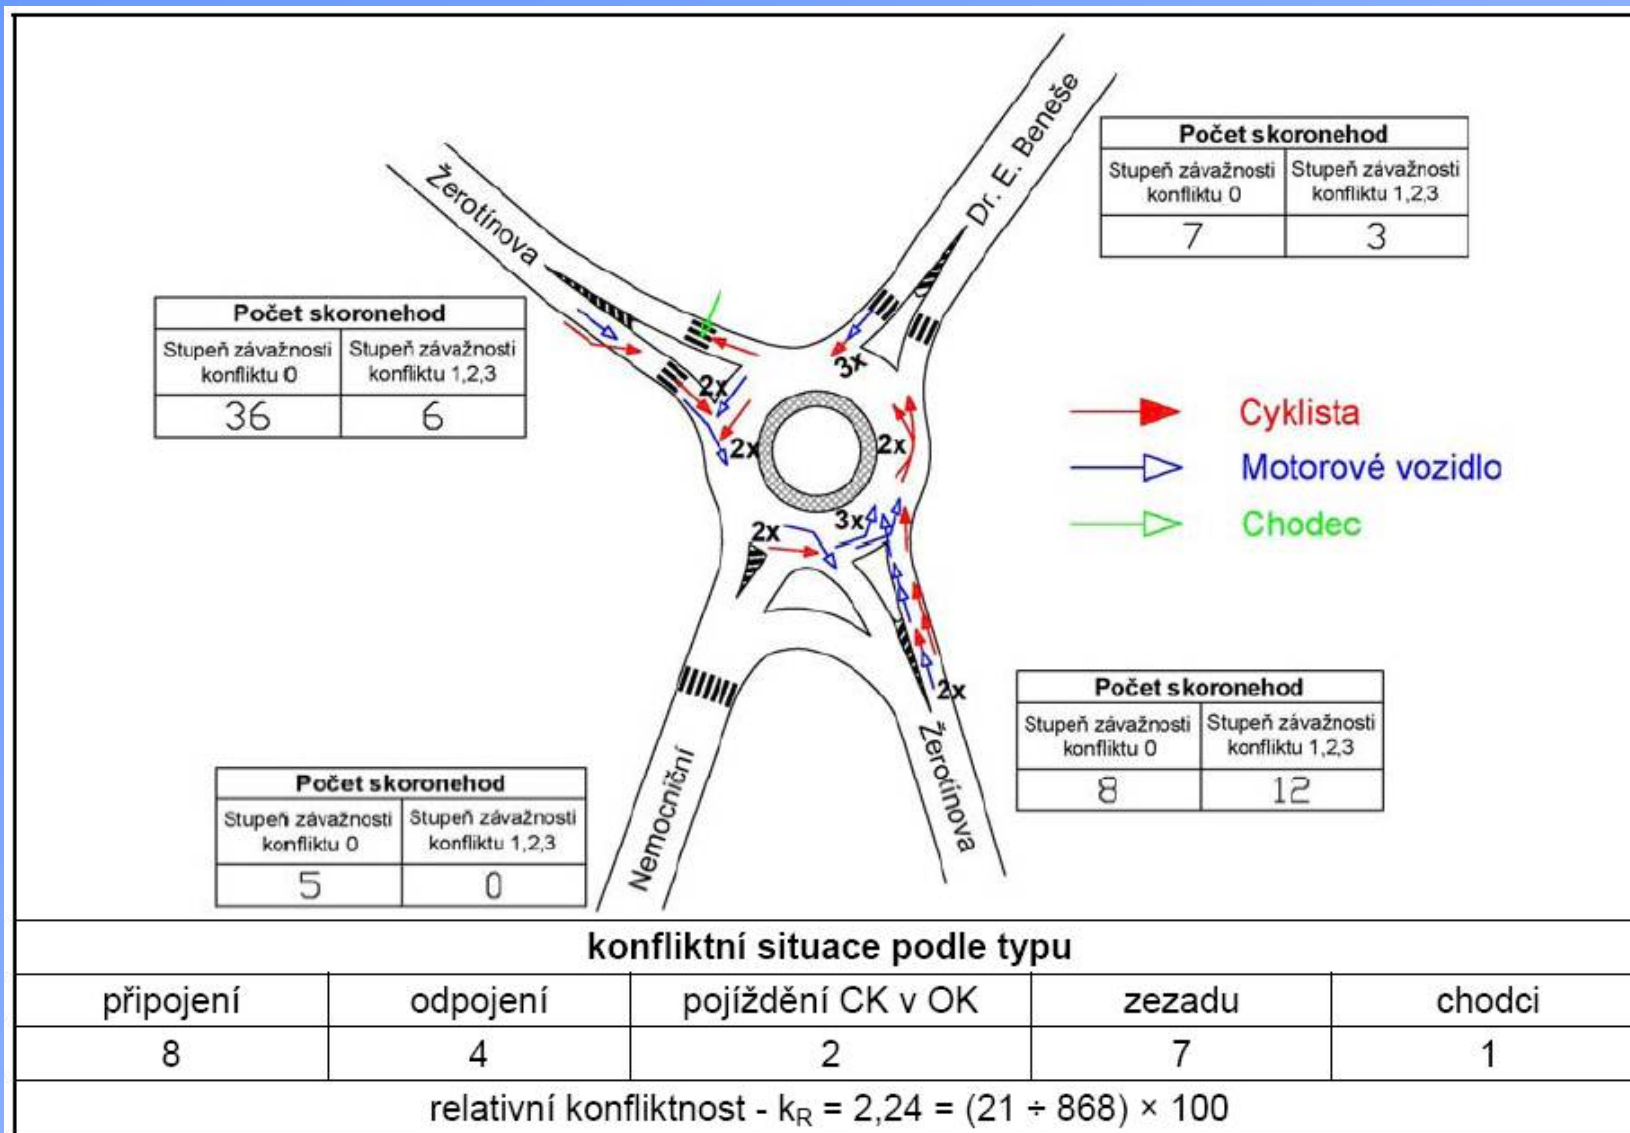 Dr. E. Beneše
Počet skoronehod
Stupeň závažnosti konfliktu 0
Stupeň závažnosti konfliktu 1,2,3
7
3
Žerotínova
Počet skoronehod
Stupeň závažnosti konfliktu 0
Stupeň závažnosti konfliktu 1,2,3
36
6
2x
3x
2x
2x
2x
3x
2x
Cyklista
Motorové vozidlo
Chodec
Počet skoronehod
Stupeň závažnosti konfliktu 0
Stupeň závažnosti konfliktu 1,2,3
8
12
Žerotínova
Nemocniční
Počet skoronehod
Stupeň závažnosti konfliktu 0
Stupeň závažnosti konfliktu 1,2,3
5
0
konfliktní situace podle typu
připojení odpojení pojíždění CK v OK zezadu chodci
8 4 2 7 1
relativní konfliktnost - kR = 2,24 = (21 ÷ 868) × 100